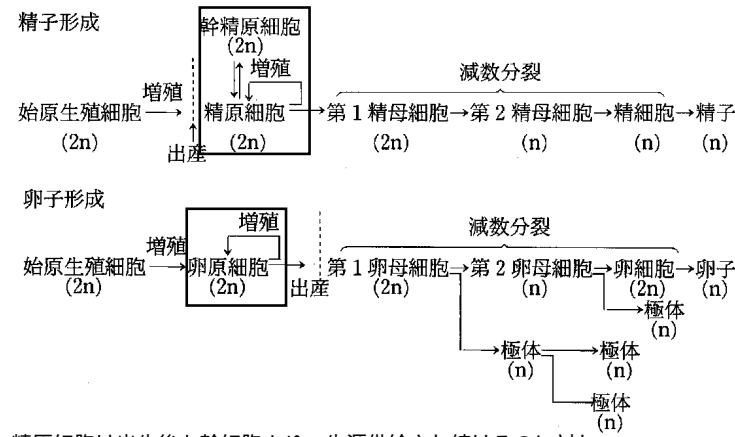 精子形成
幹精原細胞
(2n)
増殖
減数分裂
増殖
始原生殖細胞 精原細胞 第1精母細胞 第2精母細胞 精細胞 精子
(2n) (2n) (2n) (n) (n) (n)
出産
卵子形成
増殖
減数分裂
増殖
始原生殖細胞 卵原細胞 第1卵母細胞 第2卵母細胞 卵細胞 卵子
(2n) (2n) 出産 (2n) (n) (2n) (n)
極体
(n)
極体 極体
(n) (n)
極体
(n)